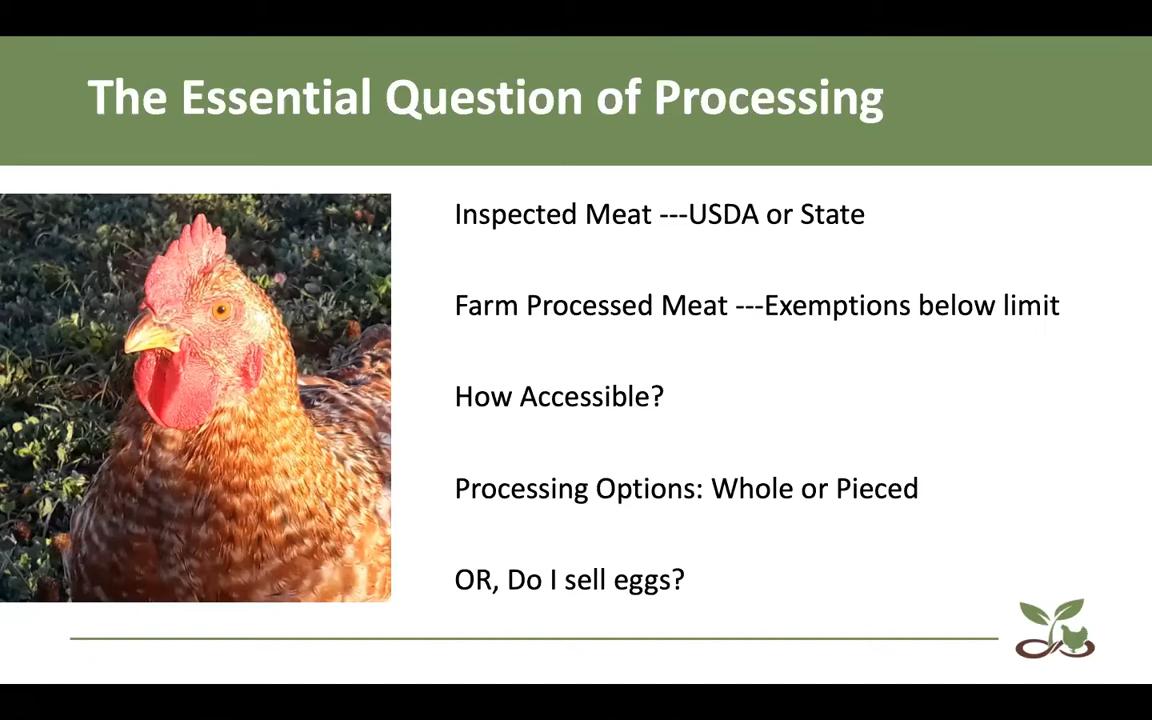 The Essential Question of Processing
Inspected Meat ---USDA or State
Farm Processed Meat ---Exemptions below limit
How Accessible?
Processing Options: Whole or Pieced
OR, Do I sell eggs?